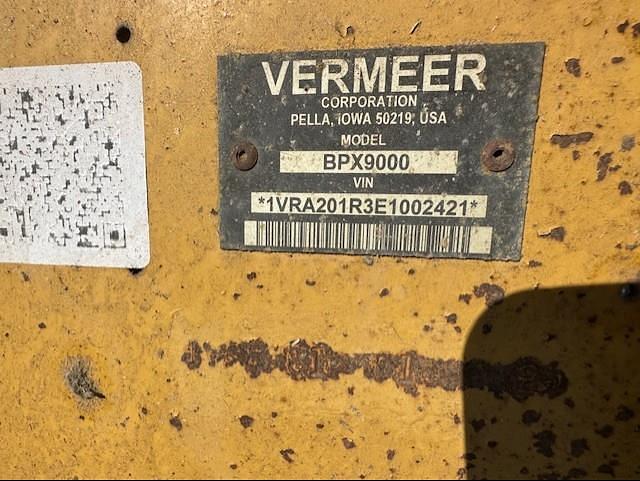 VERMEER
CORPORATION
PELLA, IOWA 50219, USA
MODEL
BPX9000
VIN
*1VRA201R3E1002421*